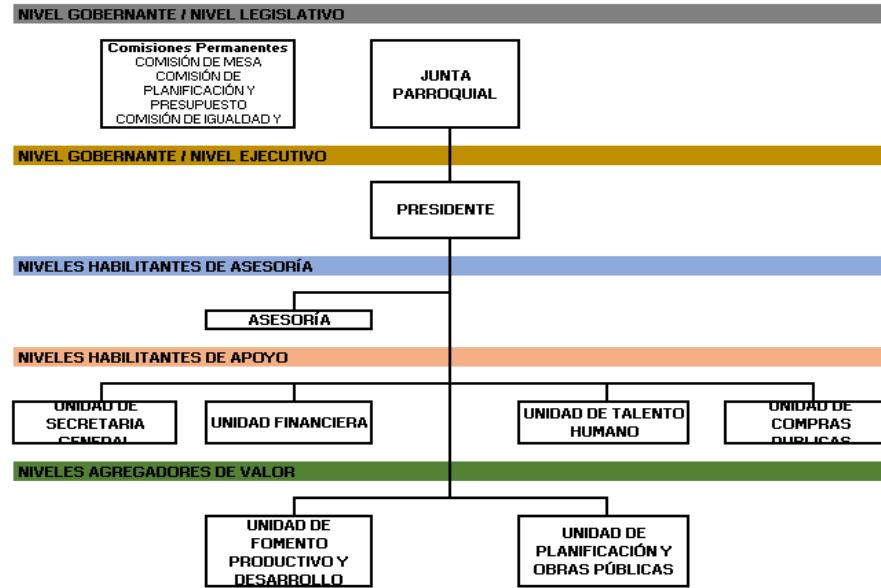 NIVEL GOBERNANTE / NIVEL LEGISLATIVO
Comisiones Permanentes
COMISIÓN DE MESA
COMISIÓN DE
PLANIFICACIÓN Y
PRESUPUESTO
COMISIÓN DE IGUALDAD Y
JUNTA
PARROQUIAL
NIVEL GOBERNANTE / NIVEL EJECUTIVO
PRESIDENTE
NIVELES HABILITANTES DE ASESORÍA
ASESORÍA
NIVELES HABILITANTES DE APOYO
UNIDAD DE
SECRETARIA
GENERAL
UNIDAD FINANCIERA
UNIDAD DE TALENTO
HUMANO
UNIDAD DE
COMPRAS
PUBLICAS
NIVELES AGREGADORES DE VALOR
UNIDAD DE
FOMENTO
PRODUCTIVO Y
DESARROLLO
UNIDAD DE
PLANIFICACIÓN Y
OBRAS PÚBLICAS